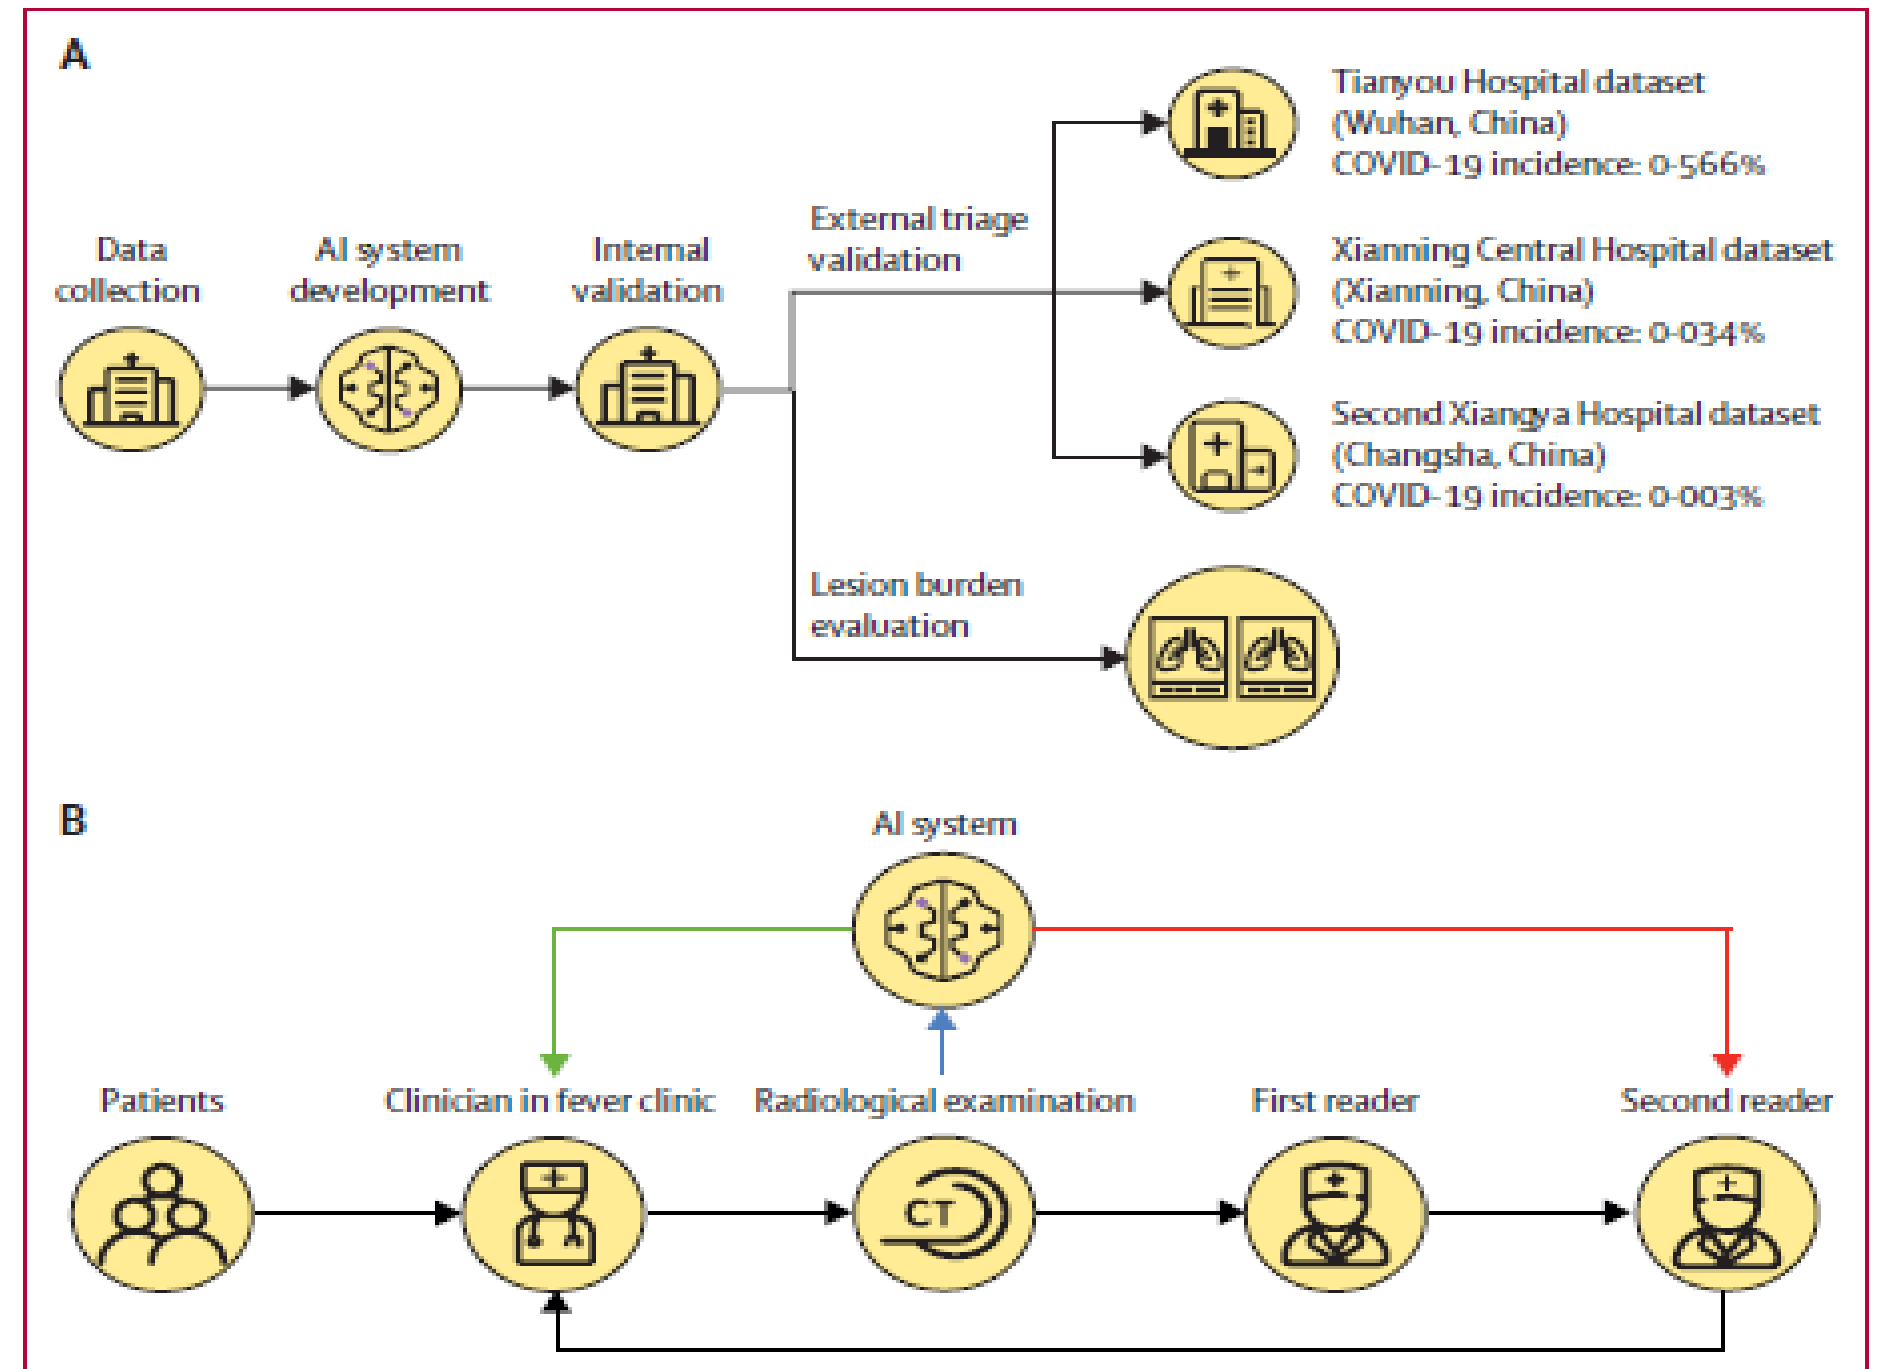 A
Data
collection
AI system
development
Internal
validation
External triage
validation
Tianyou Hospital dataset
(Wuhan, China)
COVID-19 incidence: 0·566%
Xianning Central Hospital dataset
(Xianning, China)
COVID-19 incidence: 0·034%
Second Xiangya Hospital dataset
(Changsha, China)
COVID-19 incidence: 0·003%
Lesion burden
evaluation
B
AI system
Patients
Clinician in fever clinic
Radiological examination
First reader
Second reader
CT